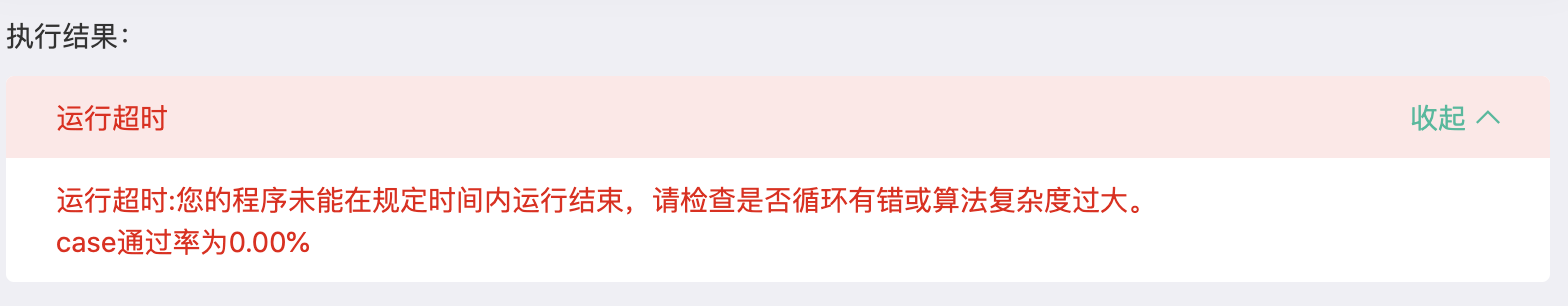 执行结果：
运行超时
收起
运行超时:您的程序未能在规定时间内运行结束，请检查是否循环有错或算法复杂度过大。
case通过率为0.00%